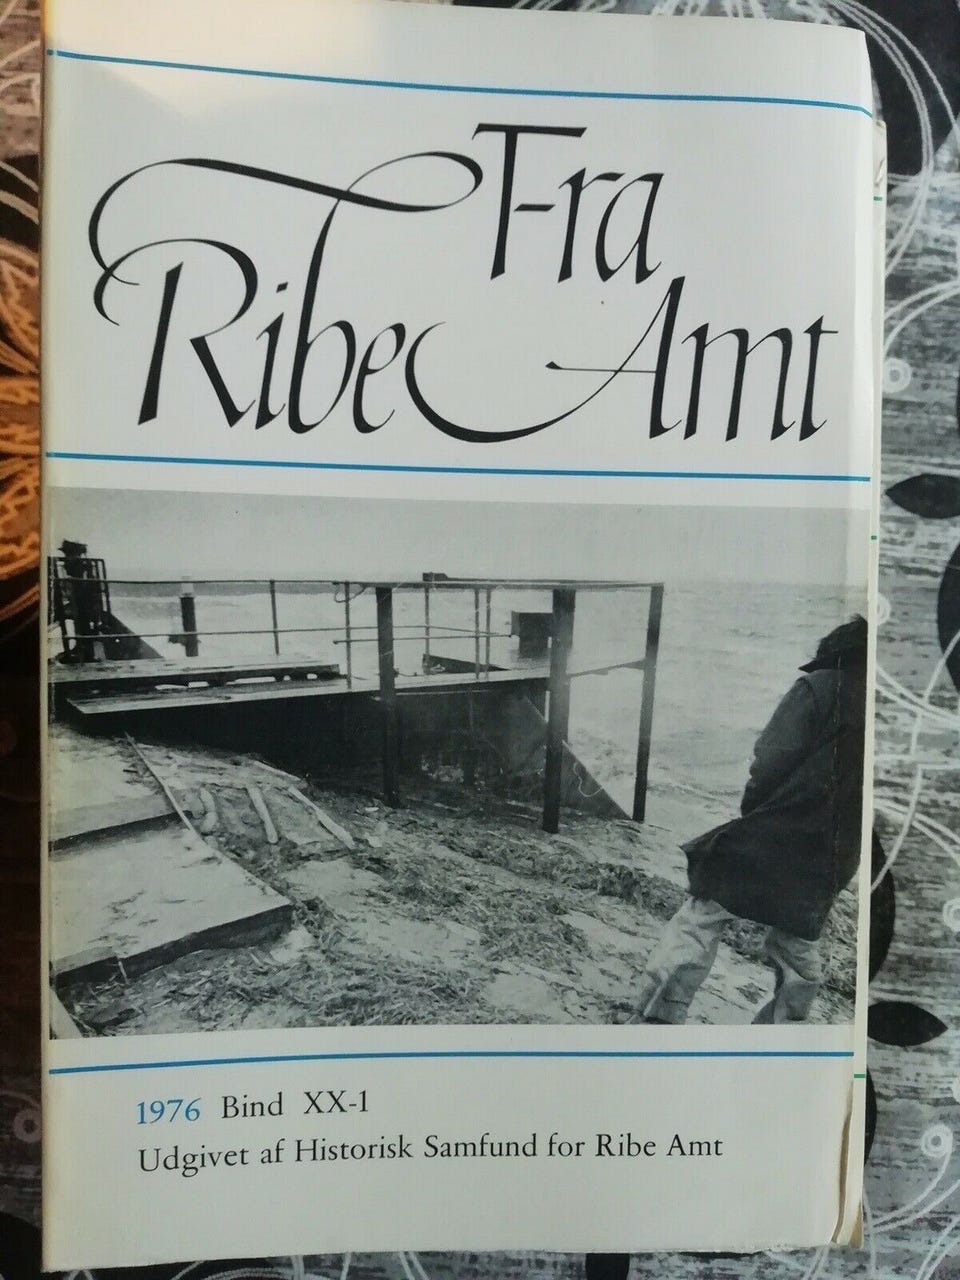 Fra
Ribe Amt
1976 Bind XX-1
Udgivet af Historisk Samfund for Ribe Amt